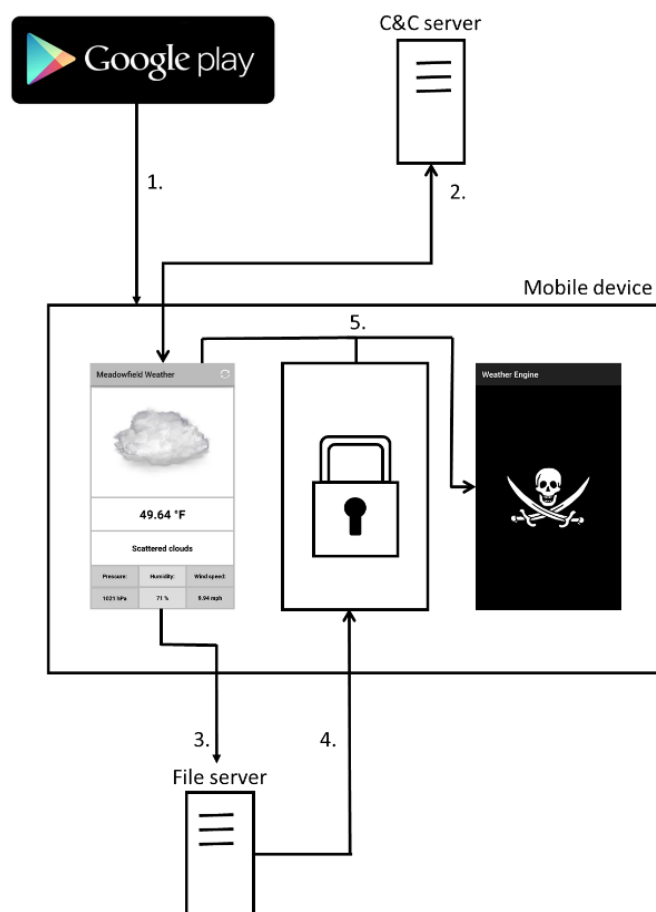 Google play
C&C server
1.
2.
Mobile device
5.
Meadowfield Weather
49.64 °F
Scattered clouds
Pressure: Humidity: Wind speed:
1021 hPa 71 % 9.94 mph
Weather Engine
3.
4.
File server